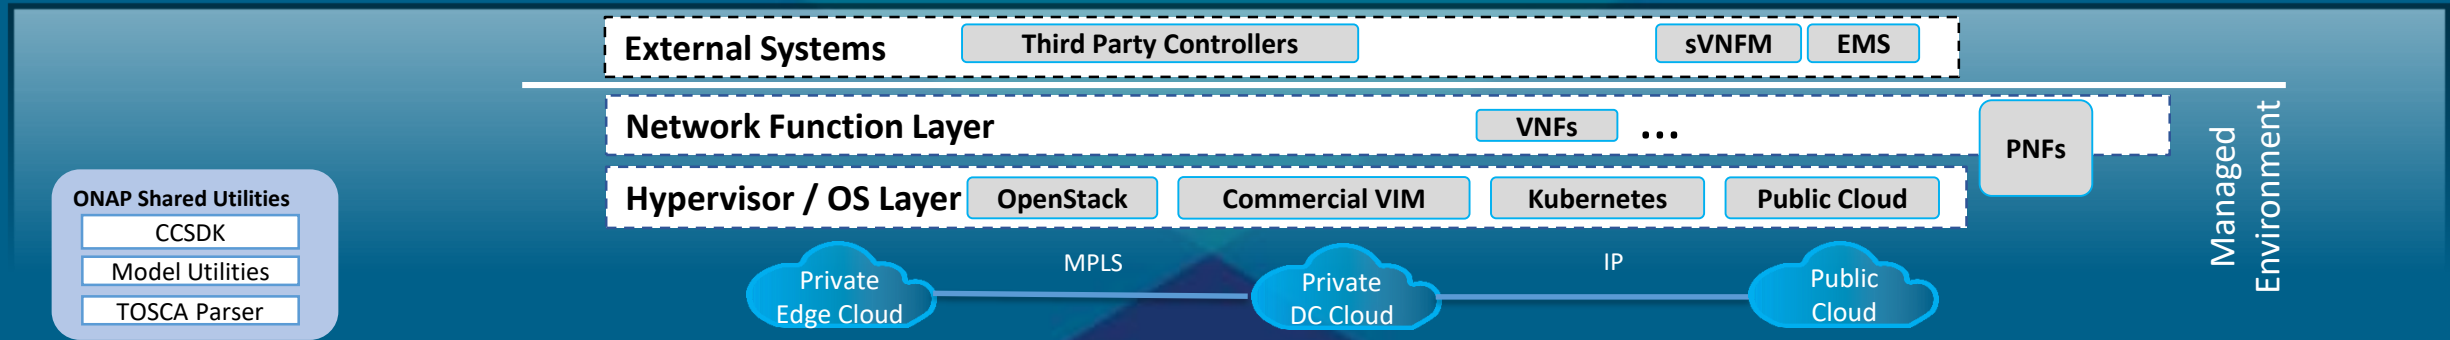 External Systems
Third Party Controllers
sVNFM
EMS
Network Function Layer
VNFs
...
PNFs
Hypervisor / OS Layer
OpenStack
Commercial VIM
Kubernetes
Public Cloud
Managed
Environment
ONAP Shared Utilities
CCSDK
Model Utilities
TOSCA Parser
Private
Edge Cloud
MPLS
Private
DC Cloud
IP
Public
Cloud